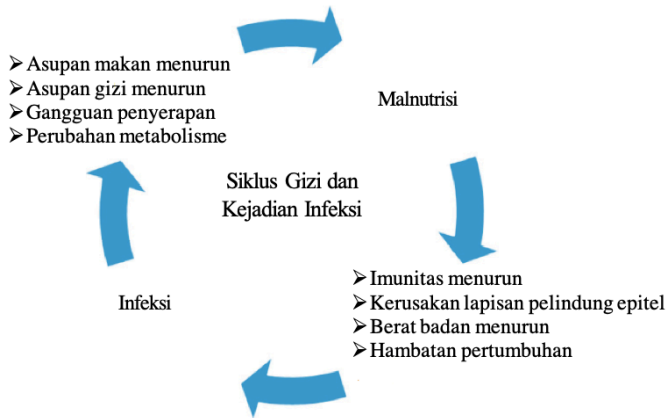 ➢Asupan makan menurun
➢Asupan gizi menurun
➢Gangguan penyerapan
➢Perubahan metabolisme
Malnutrisi
Siklus Gizi dan
Kejadian Infeksi
➢Imunitas menurun
➢Kerusakan lapisan pelindung epitel
➢Berat badan menurun
➢Hambatan pertumbuhan
Infeksi